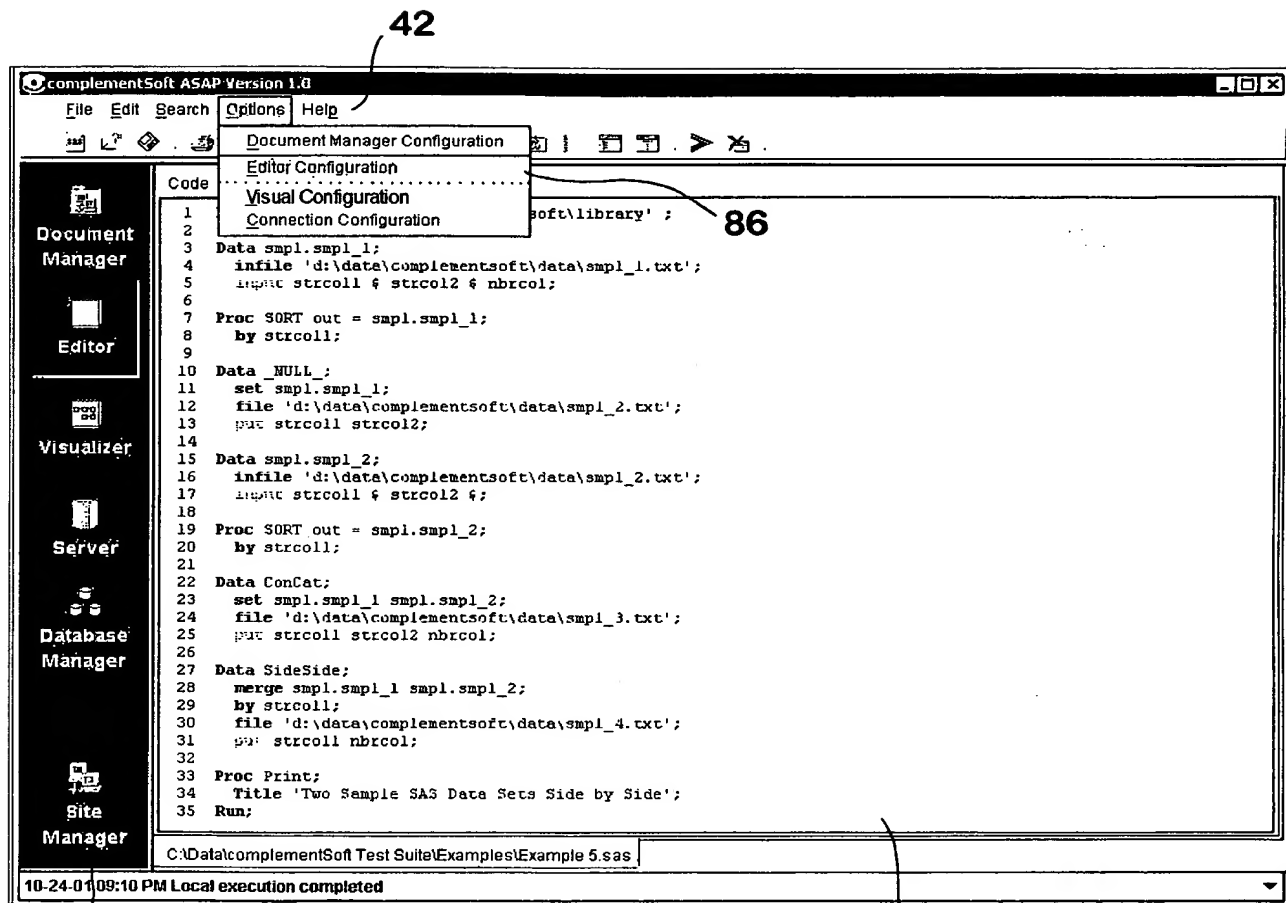 42
complementSoft ASAP Version 1.0
File Edit Search Options Help
Document Manager Configuration
Editor Configuration
Visual Configuration
Connection Configuration
86
Document
Manager
Editor
Visualizer
Server
Database
Manager
Site
Manager
Code
1 soft\library' ;
2
3 Data smpl.smpl_1;
4 infile 'd:\data\complementsoft\data\smpl_1.txt';
5 input strcol1 $ strcol2 $ nbrcol;
6
7 Proc SORT out = smpl.smpl_1;
8 by strcol1;
9
10 Data _NULL_;
11 set smpl.smpl_1;
12 file 'd:\data\complementsoft\data\smpl_2.txt';
13 put strcol1 strcol2;
14
15 Data smpl.smpl_2;
16 infile 'd:\data\complementsoft\data\smpl_2.txt';
17 input strcol1 $ strcol2 $;
18
19 Proc SORT out = smpl.smpl_2;
20 by strcol1;
21
22 Data ConCat;
23 set smpl.smpl_1 smpl.smpl_2;
24 file 'd:\data\complementsoft\data\smpl_3.txt';
25 put strcol1 strcol2 nbrcol;
26
27 Data SideSide;
28 merge smpl.smpl_1 smpl.smpl_2;
29 by strcol1;
30 file 'd:\data\complementsoft\data\smpl_4.txt';
31 put strcol1 nbrcol;
32
33 Proc Print;
34 Title 'Two Sample SAS Data Sets Side by Side';
35 Run;
C:\Data\complementSoft Test Suite\Examples\Example 5.sas
10-24-01 09:10 PM Local execution completed